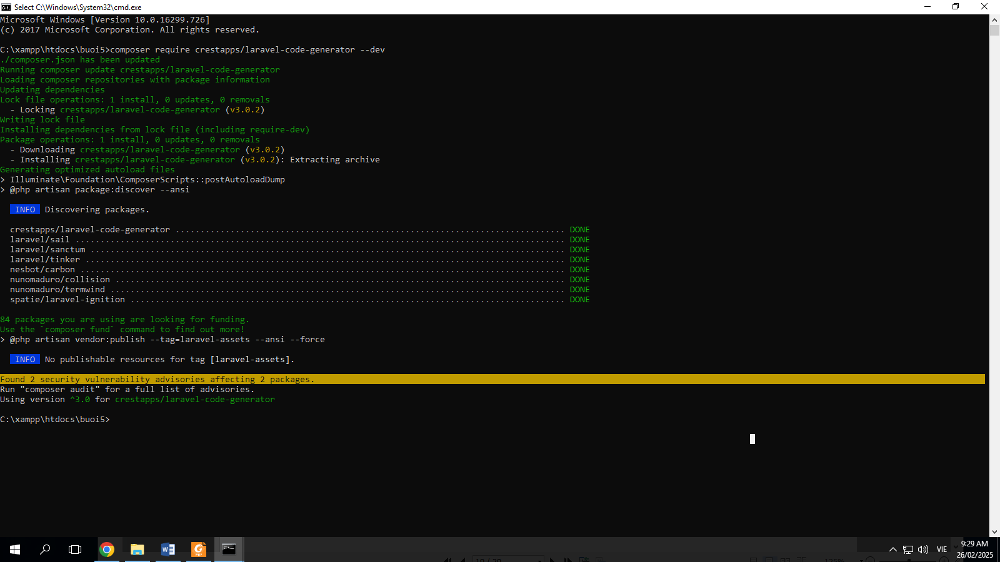 Select C:\Windows\System32\cmd.exe
Microsoft Windows [Version 10.0.16299.726]
(c) 2017 Microsoft Corporation. All rights reserved.
C:\xampp\htdocs\buoi5>composer require crestapps/laravel-code-generator --dev
./composer.json has been updated
Running composer update crestapps/laravel-code-generator
Loading composer repositories with package information
Updating dependencies
Lock file operations: 1 install, 0 updates, 0 removals
  - Locking crestapps/laravel-code-generator (v3.0.2)
Writing lock file
Installing dependencies from lock file (including require-dev)
Package operations: 1 install, 0 updates, 0 removals
  - Downloading crestapps/laravel-code-generator (v3.0.2)
  - Installing crestapps/laravel-code-generator (v3.0.2): Extracting archive
Generating optimized autoload files
> Illuminate\Foundation\ComposerScripts::postAutoloadDump
> @php artisan package:discover --ansi
INFO Discovering packages.
crestapps/laravel-code-generator .............................................................................. DONE
laravel/sail .................................................................................................. DONE
laravel/sanctum ............................................................................................... DONE
laravel/tinker ................................................................................................ DONE
nesbot/carbon ................................................................................................. DONE
nunomaduro/collision .......................................................................................... DONE
nunomaduro/termwind ........................................................................................... DONE
spatie/laravel-ignition ....................................................................................... DONE
84 packages you are using are looking for funding.
Use the `composer fund` command to find out more!
> @php artisan vendor:publish --tag=laravel-assets --ansi --force
INFO No publishable resources for tag [laravel-assets].
Found 2 security vulnerability advisories affecting 2 packages.
Run "composer audit" for a full list of advisories.
Using version ^3.0 for crestapps/laravel-code-generator
C:\xampp\htdocs\buoi5>
VIE
9:29 AM
26/02/2025